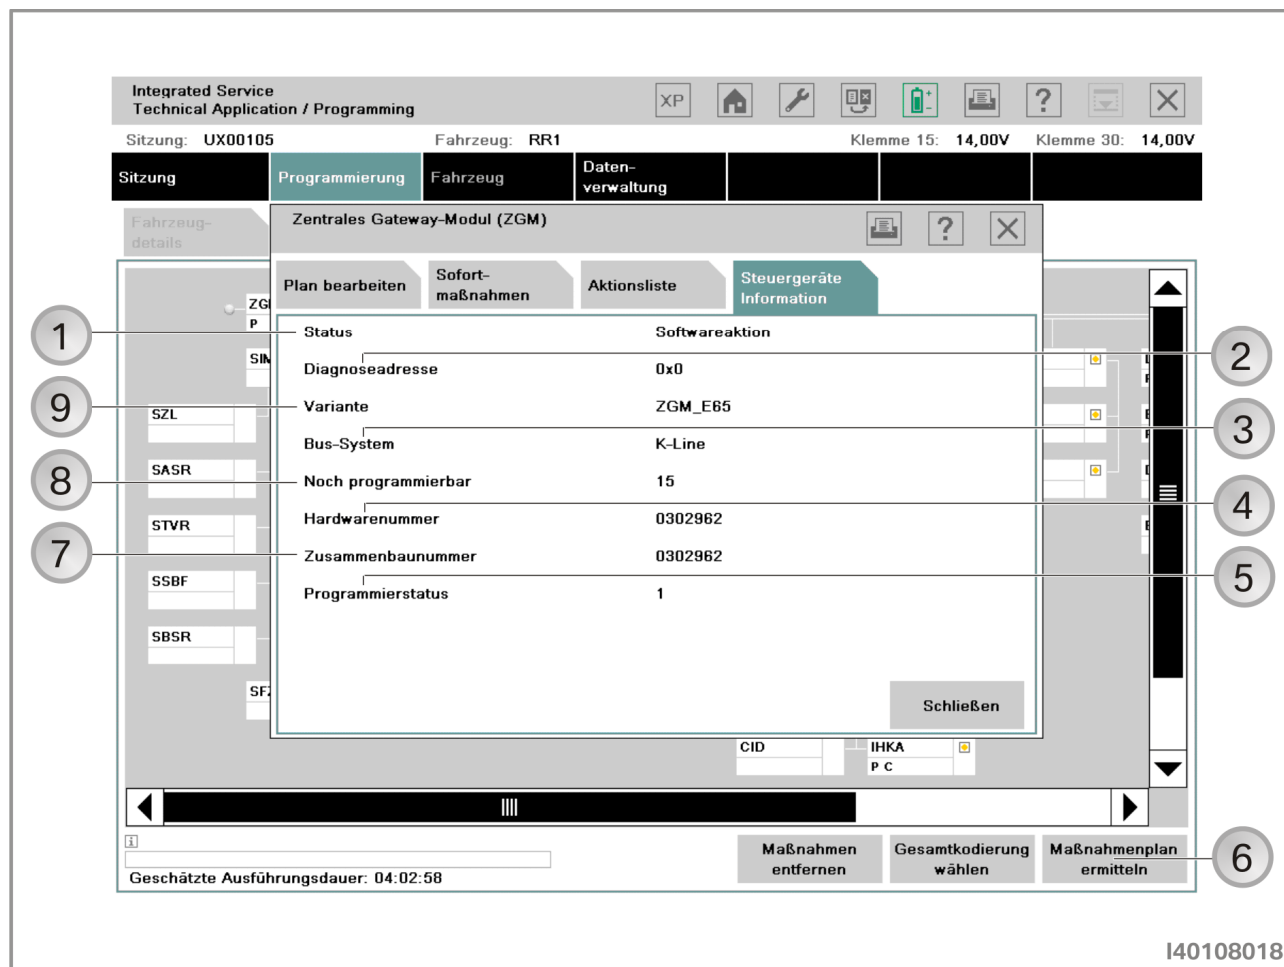 Integrated Service
Technical Application / Programming
XP
?
Sitzung: UX00105
Fahrzeug: RR1
Klemme 15: 14,00V
Klemme 30: 14,00V
Sitzung
Programmierung
Fahrzeug
Daten-
verwaltung
Fahrzeug-
details
Zentrales Gateway-Modul (ZGM)
?
Plan bearbeiten
Sofort-
maßnahmen
Aktionsliste
Steuergeräte
Information
P
SZL
SASR
STVR
SSBF
SBSR
1
Status
Softwareaktion
2
Diagnoseadresse
0x0
9
Variante
ZGM_E65
3
Bus-System
K-Line
8
Noch programmierbar
15
4
Hardwarenummer
0302962
7
Zusammenbaunummer
0302962
5
Programmierstatus
1
Schließen
CID
IHKA
P C
Maßnahmen
entfernen
Gesamtkodierung
wählen
Maßnahmenplan
ermitteln
6
i
Geschätzte Ausführungsdauer: 04:02:58
I40108018